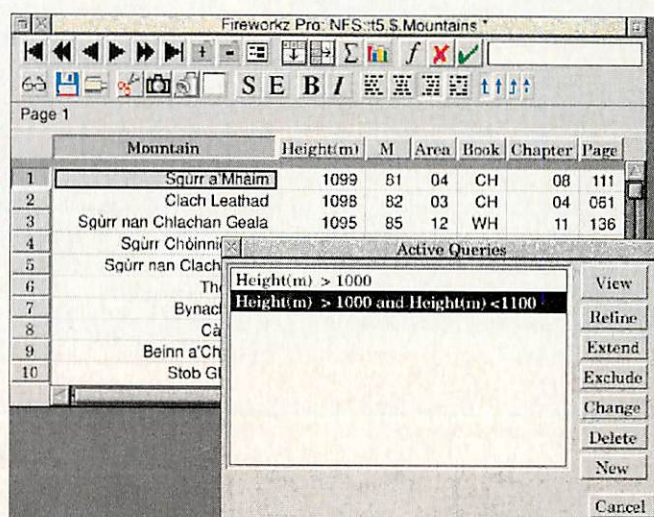 Fireworkz Pro: NFS::t5.$.Mountains *
Σ f
S E B I
Page 1
Mountain Height(m) M Area Book Chapter Page
1 Sgùrr a'Mhaim 1099 81 04 CH 08 111
2 Clach Leathad 1098 82 03 CH 04 061
3 Sgùrr nan Chlachan Geala 1095 85 12 WH 11 136
4 Sgùrr Chòinni
5 Sgùrr nan Clach
6 Th
7 Bynac
8 Cà
9 Beinn a'Ch
10 Stob G
Active Queries
Height(m) > 1000
Height(m) > 1000 and Height(m) <1100
View
Refine
Extend
Exclude
Change
Delete
New
Cancel